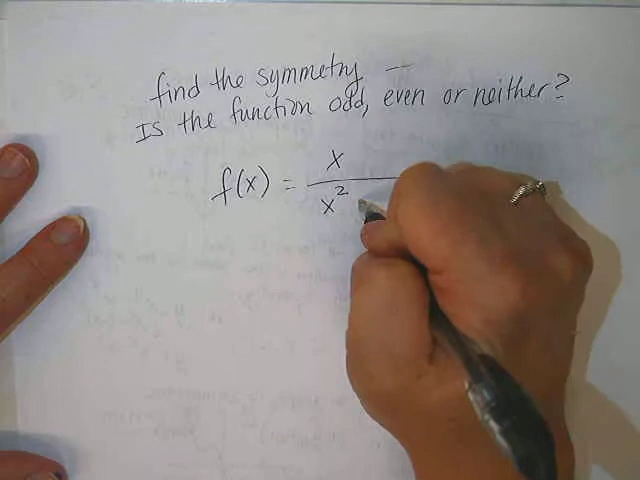 find the symmetry —
Is the function odd, even or neither?
f(x) = x / x²